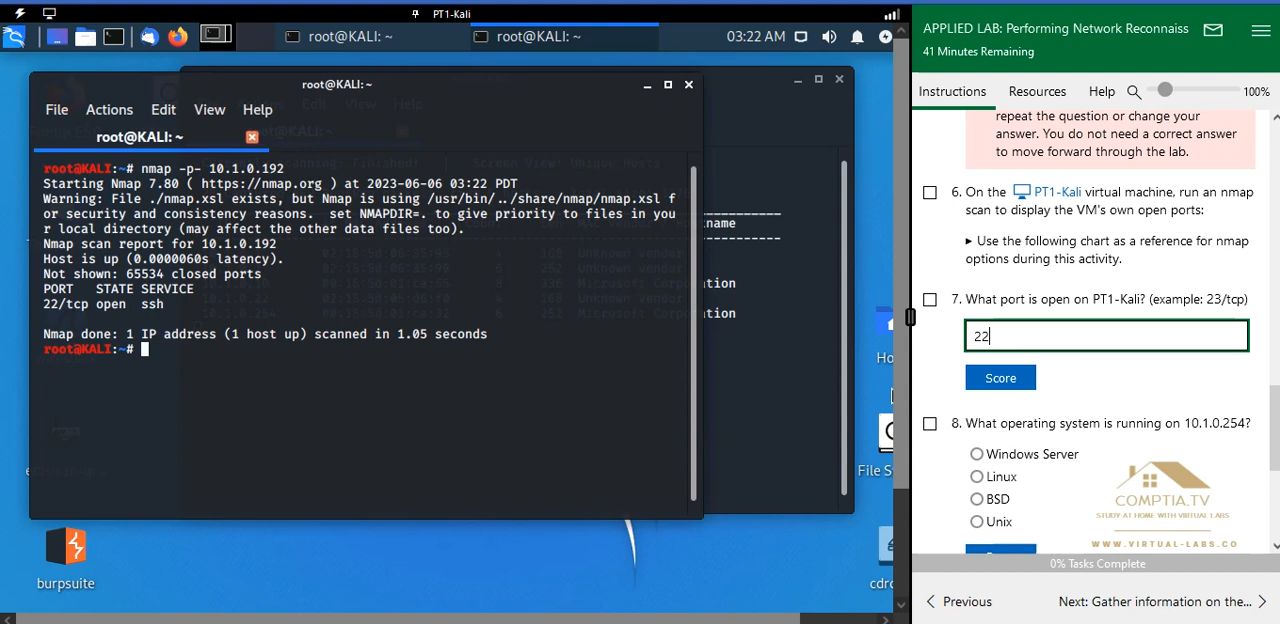 PT1-Kali
root@KALI: ~
root@KALI: ~
03:22 AM
root@KALI:~
File Actions Edit View Help
root@KALI: ~
root@KALI:~# nmap -p- 10.1.0.192
Starting Nmap 7.80 ( https://nmap.org ) at 2023-06-06 03:22 PDT
Warning: File ./nmap.xsl exists, but Nmap is using /usr/bin/../share/nmap/nmap.xsl f
or security and consistency reasons.  set NMAPDIR=. to give priority to files in you
r local directory (may affect the other data files too).
Nmap scan report for 10.1.0.192
Host is up (0.0000060s latency).
Not shown: 65534 closed ports
PORT   STATE SERVICE
22/tcp open  ssh
Nmap done: 1 IP address (1 host up) scanned in 1.05 seconds
root@KALI:~#
name
oration
oration
Ho
File Sy
burpsuite
cdro
APPLIED LAB: Performing Network Reconnaiss
41 Minutes Remaining
Instructions Resources Help 100%
repeat the question or change your
answer. You do not need a correct answer
to move forward through the lab.
6. On the PT1-Kali virtual machine, run an nmap
scan to display the VM's own open ports:
▸ Use the following chart as a reference for nmap
options during this activity.
7. What port is open on PT1-Kali? (example: 23/tcp)
22
Score
8. What operating system is running on 10.1.0.254?
Windows Server
Linux
BSD
Unix
COMPTIA.TV
STUDY AT HOME WITH VIRTUAL LABS
WWW.VIRTUAL-LABS.CO
0% Tasks Complete
Previous
Next: Gather information on the...